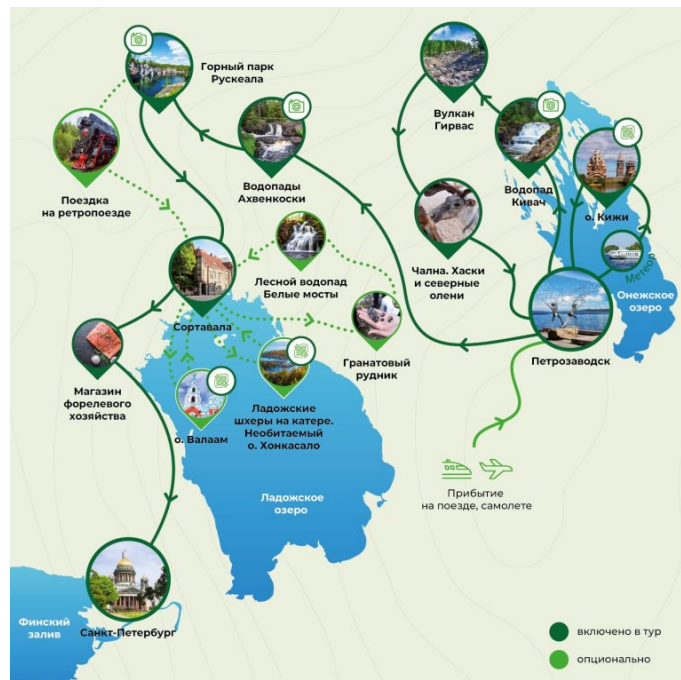 Горный парк
Рускеала
Вулкан
Гирвас
Поездка
на ретропоезде
Водопады
Ахвенкоски
Водопад
Кивач
о. Кижи
Метеор
Лесной водопад
Белые мосты
Чална. Хаски
и северные
олени
Онежское
озеро
Сортавала
Гранатовый
рудник
Петрозаводск
Магазин
форелевого
хозяйства
о. Валаам
Ладожские
шхеры на катере.
Необитаемый
о. Хонкасало
Ладожское
озеро
Прибытие
на поезде, самолете
Финский
залив
Санкт-Петербург
включено в тур
опционально